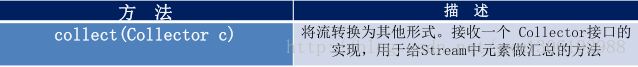 方 法
描 述
collect(Collector c)
将流转换为其他形式。接收一个 Collector接口的
实现，用于给Stream中元素做汇总的方法